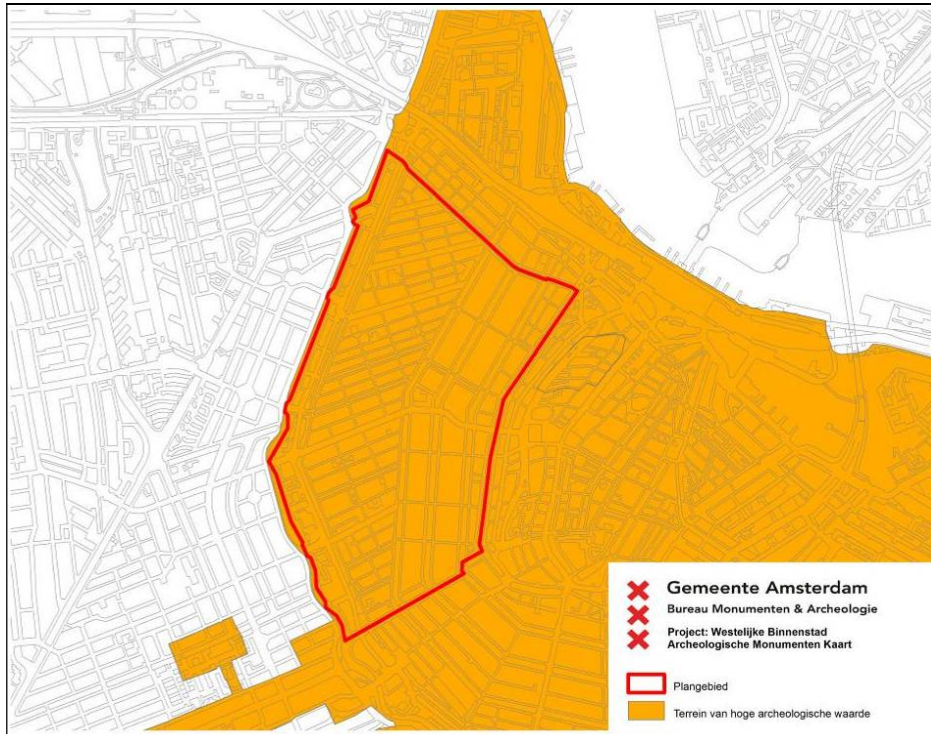 Gemeente Amsterdam
Bureau Monumenten & Archeologie
Project: Westelijke Binnenstad
Archeologische Monumenten Kaart
Plangebied
Terrein van hoge archeologische waarde